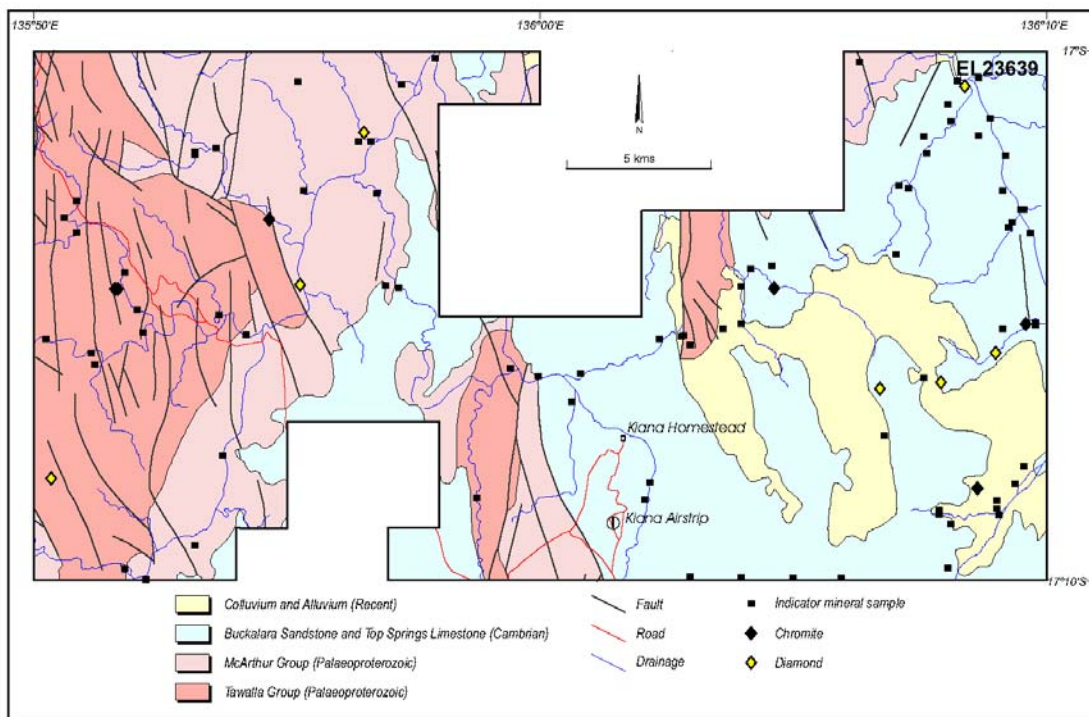 135°50'E 136°00'E 136°10'E
17°S
EL23639
N
5 kms
Kiana Homestead
Kiana Airstrip
17°10'S
Colluvium and Alluvium (Recent)
Buckalara Sandstone and Top Springs Limestone (Cambrian)
McArthur Group (Palaeoproterozoic)
Tawalla Group (Palaeoproterozoic)
Fault
Road
Drainage
Indicator mineral sample
Chromite
Diamond